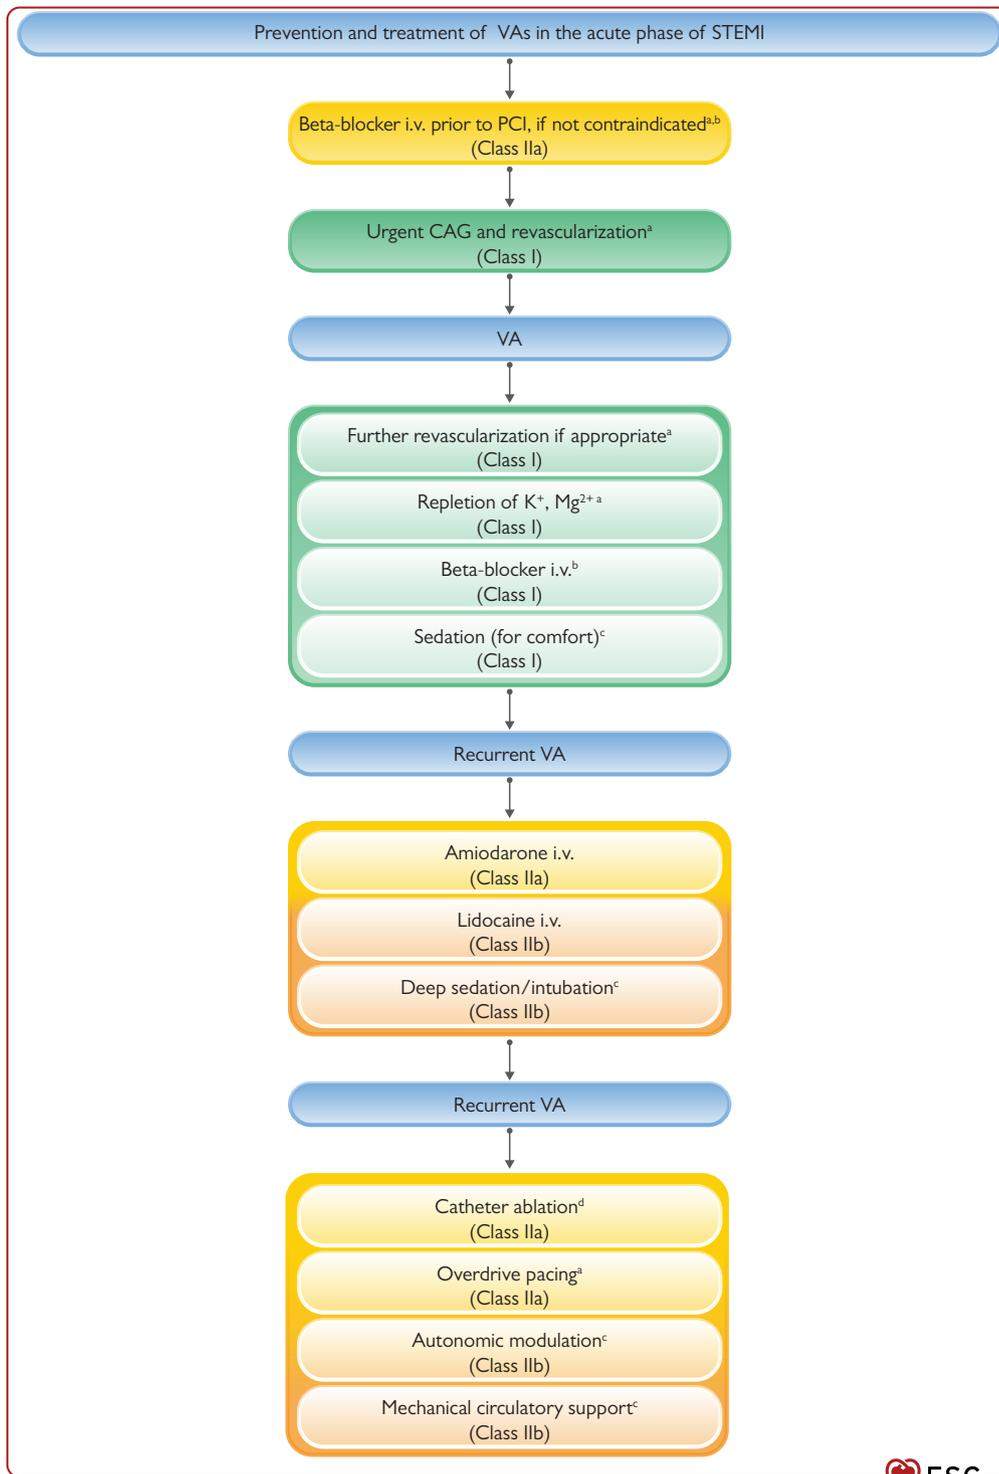 Prevention and treatment of VAs in the acute phase of STEMI
Beta-blocker i.v. prior to PCI, if not contraindicatedᵃ,ᵇ
(Class IIa)
Urgent CAG and revascularizationᵃ
(Class I)
VA
Further revascularization if appropriateᵃ
(Class I)
Repletion of K⁺, Mg²⁺ ᵃ
(Class I)
Beta-blocker i.v.ᵇ
(Class I)
Sedation (for comfort)ᶜ
(Class I)
Recurrent VA
Amiodarone i.v.
(Class IIa)
Lidocaine i.v.
(Class IIb)
Deep sedation/intubationᶜ
(Class IIb)
Recurrent VA
Catheter ablationᵈ
(Class IIa)
Overdrive pacingᵃ
(Class IIa)
Autonomic modulationᶜ
(Class IIb)
Mechanical circulatory supportᶜ
(Class IIb)
ESC